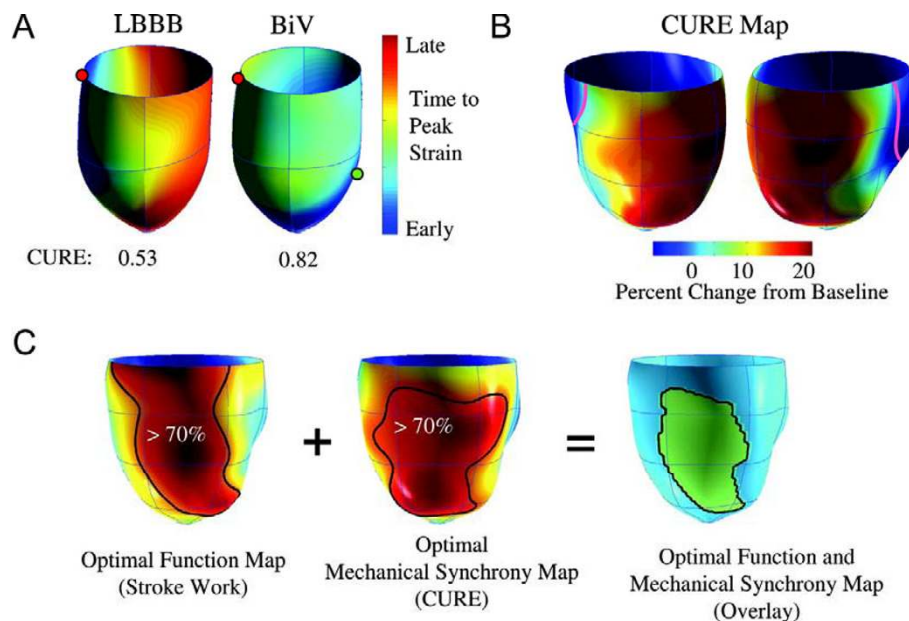 A
LBBB
BiV
Late
Time to
Peak
Strain
Early
CURE:
0.53
0.82
B
CURE Map
0
10
20
Percent Change from Baseline
C
> 70%
+
> 70%
=
Optimal Function Map
(Stroke Work)
Optimal
Mechanical Synchrony Map
(CURE)
Optimal Function and
Mechanical Synchrony Map
(Overlay)